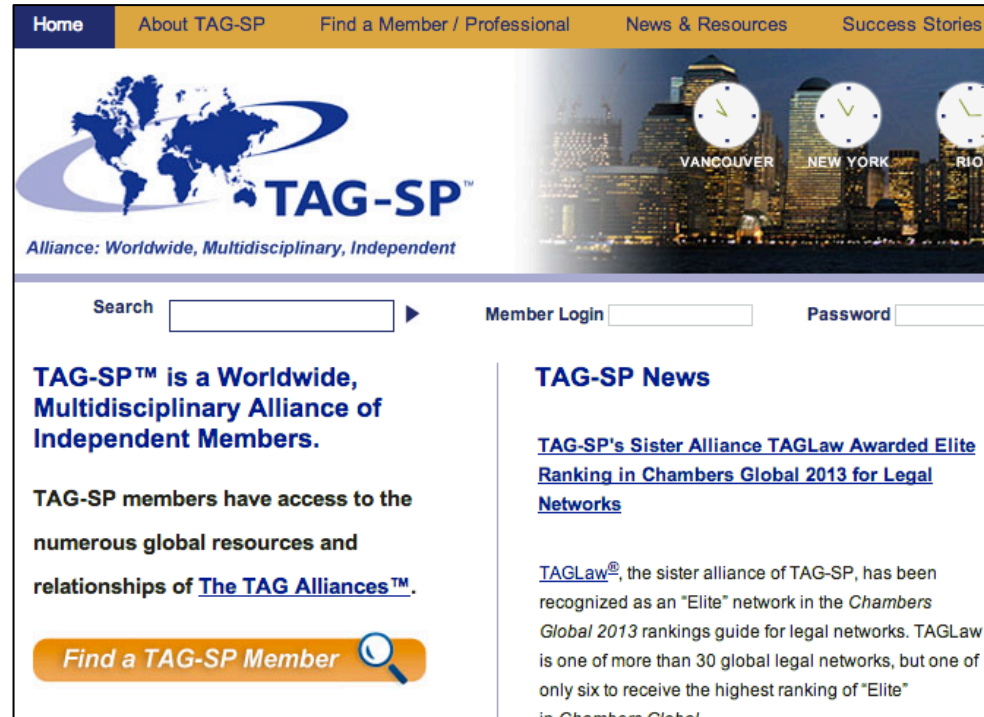 Home About TAG-SP Find a Member / Professional News & Resources Success Stories
TAG-SP™
Alliance: Worldwide, Multidisciplinary, Independent
VANCOUVER NEW YORK RIO
Search Member Login Password
TAG-SP™ is a Worldwide,
Multidisciplinary Alliance of
Independent Members.
TAG-SP members have access to the
numerous global resources and
relationships of The TAG Alliances™.
Find a TAG-SP Member
TAG-SP News
TAG-SP's Sister Alliance TAGLaw Awarded Elite
Ranking in Chambers Global 2013 for Legal
Networks
TAGLaw®, the sister alliance of TAG-SP, has been
recognized as an “Elite” network in the Chambers
Global 2013 rankings guide for legal networks. TAGLaw
is one of more than 30 global legal networks, but one of
only six to receive the highest ranking of “Elite”
in Chambers Global